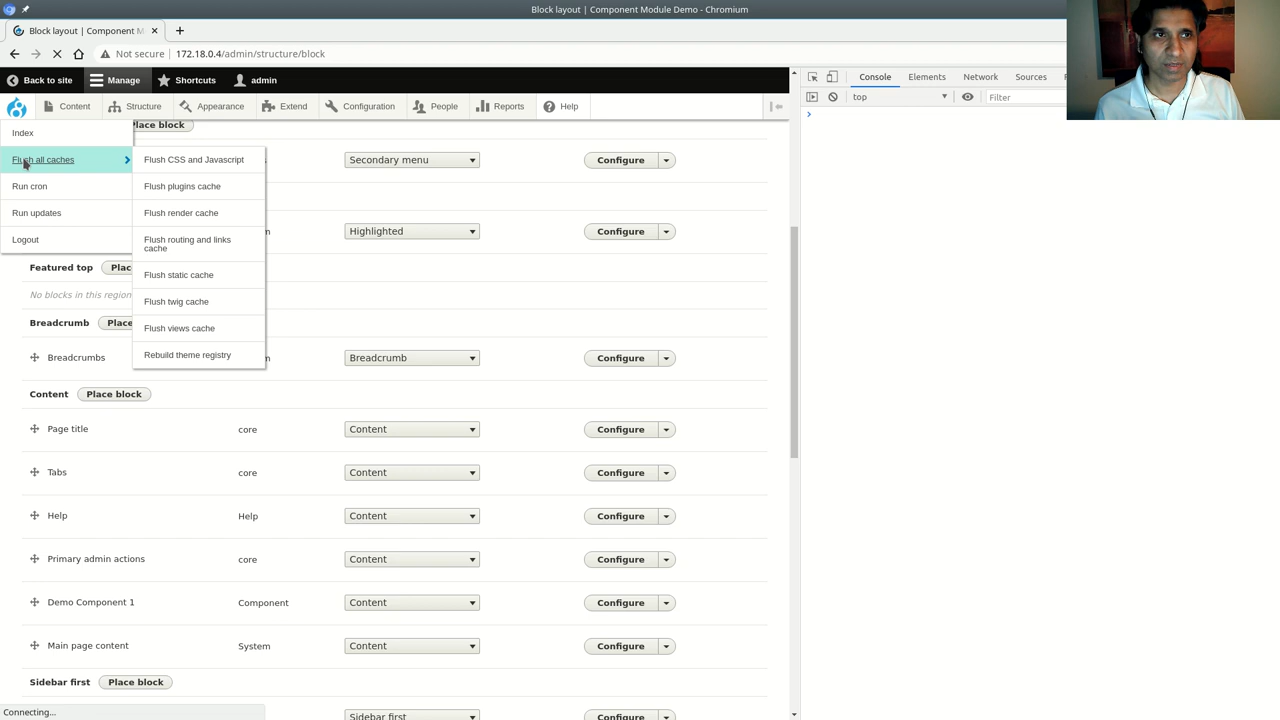 Block layout | Component Module Demo - Chromium
Block layout | Component M
Not secure | 172.18.0.4/admin/structure/block
Back to site
Manage
Shortcuts
admin
Console
Elements
Network
Sources
Content
Structure
Appearance
Extend
Configuration
People
Reports
Help
top
Filter
Index
Place block
Flush all caches
Flush CSS and Javascript
Secondary menu
Configure
Run cron
Flush plugins cache
Run updates
Flush render cache
Highlighted
Configure
Logout
Flush routing and links
cache
Featured top
Flush static cache
No blocks in this region
Flush twig cache
Breadcrumb
Place
Flush views cache
Rebuild theme registry
Breadcrumbs
Breadcrumb
Configure
Content
Place block
Page title
core
Content
Configure
Tabs
core
Content
Configure
Help
Help
Content
Configure
Primary admin actions
core
Content
Configure
Demo Component 1
Component
Content
Configure
Main page content
System
Content
Configure
Sidebar first
Place block
Connecting...
Sidebar first
Configure